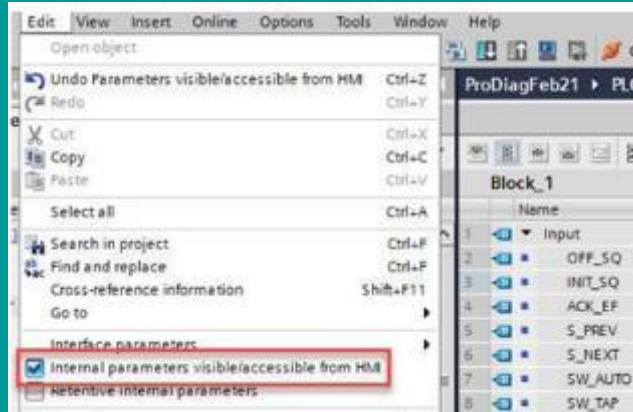 Edit View Insert Online Options Tools Window Help
Open object
Undo Parameters visible/accessible from HMI Ctrl+Z
Redo Ctrl+Y
Cut Ctrl+X
Copy Ctrl+C
Paste Ctrl+V
Select all Ctrl+A
Search in project Ctrl+F
Find and replace Ctrl+F
Cross-reference information Shift+F11
Go to
Interface parameters
Internal parameters visible/accessible from HMI
Retentive internal parameters
ProDiagFeb21 ▸ PLC
Block_1
Name
1 Input
2 OFF_SQ
3 INIT_SQ
4 ACK_EF
5 S_PREV
6 S_NEXT
7 SW_AUTO
8 SW_TAP